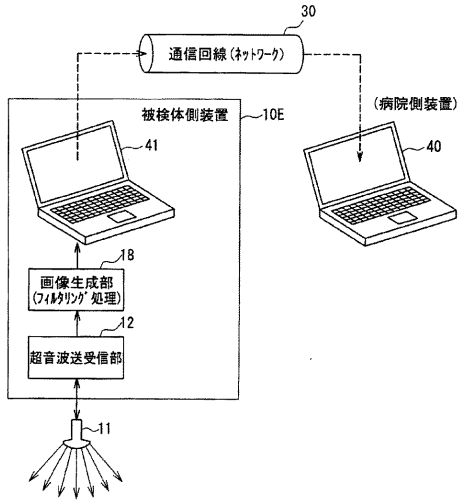 30
通信回線(ネットワーク)
被検体側装置
10E
(病院側装置)
41
40
18
画像生成部
(フィルタリング処理)
12
超音波送受信部
11